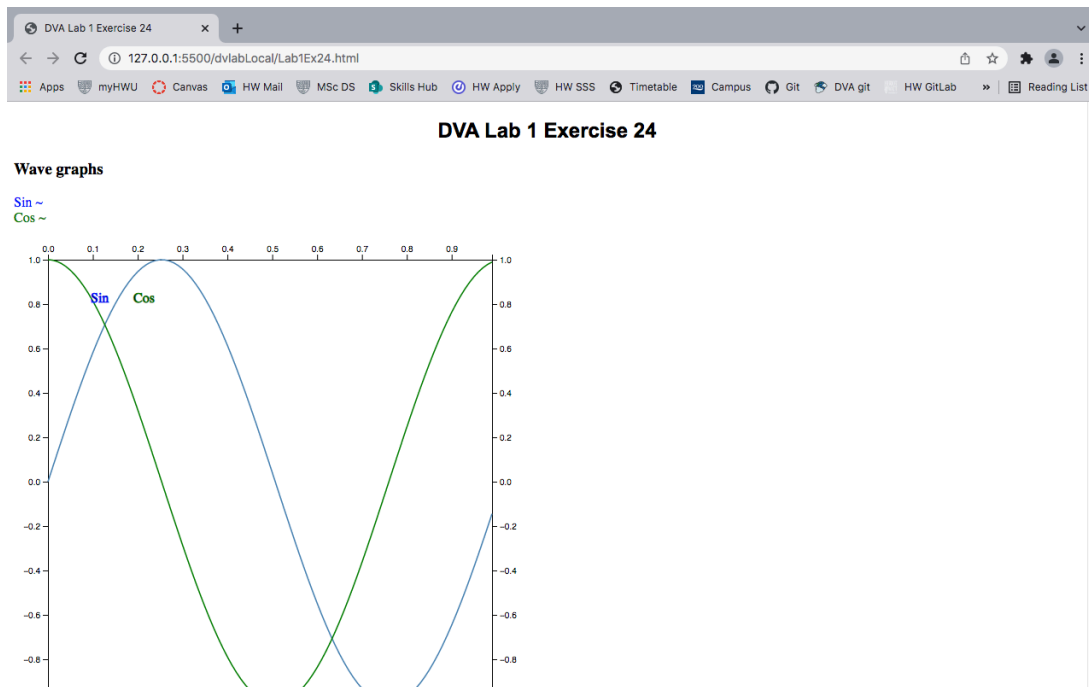 DVA Lab 1 Exercise 24
127.0.0.1:5500/dvlabLocal/Lab1Ex24.html
Apps myHWU Canvas HW Mail MSc DS Skills Hub HW Apply HW SSS Timetable Campus Git DVA git HW GitLab » Reading List
DVA Lab 1 Exercise 24
Wave graphs
Sin ~
Cos ~
0.0 0.1 0.2 0.3 0.4 0.5 0.6 0.7 0.8 0.9
1.0 1.0
Sin Cos
0.8 0.8
0.6 0.6
0.4 0.4
0.2 0.2
0.0 0.0
−0.2 −0.2
−0.4 −0.4
−0.6 −0.6
−0.8 −0.8